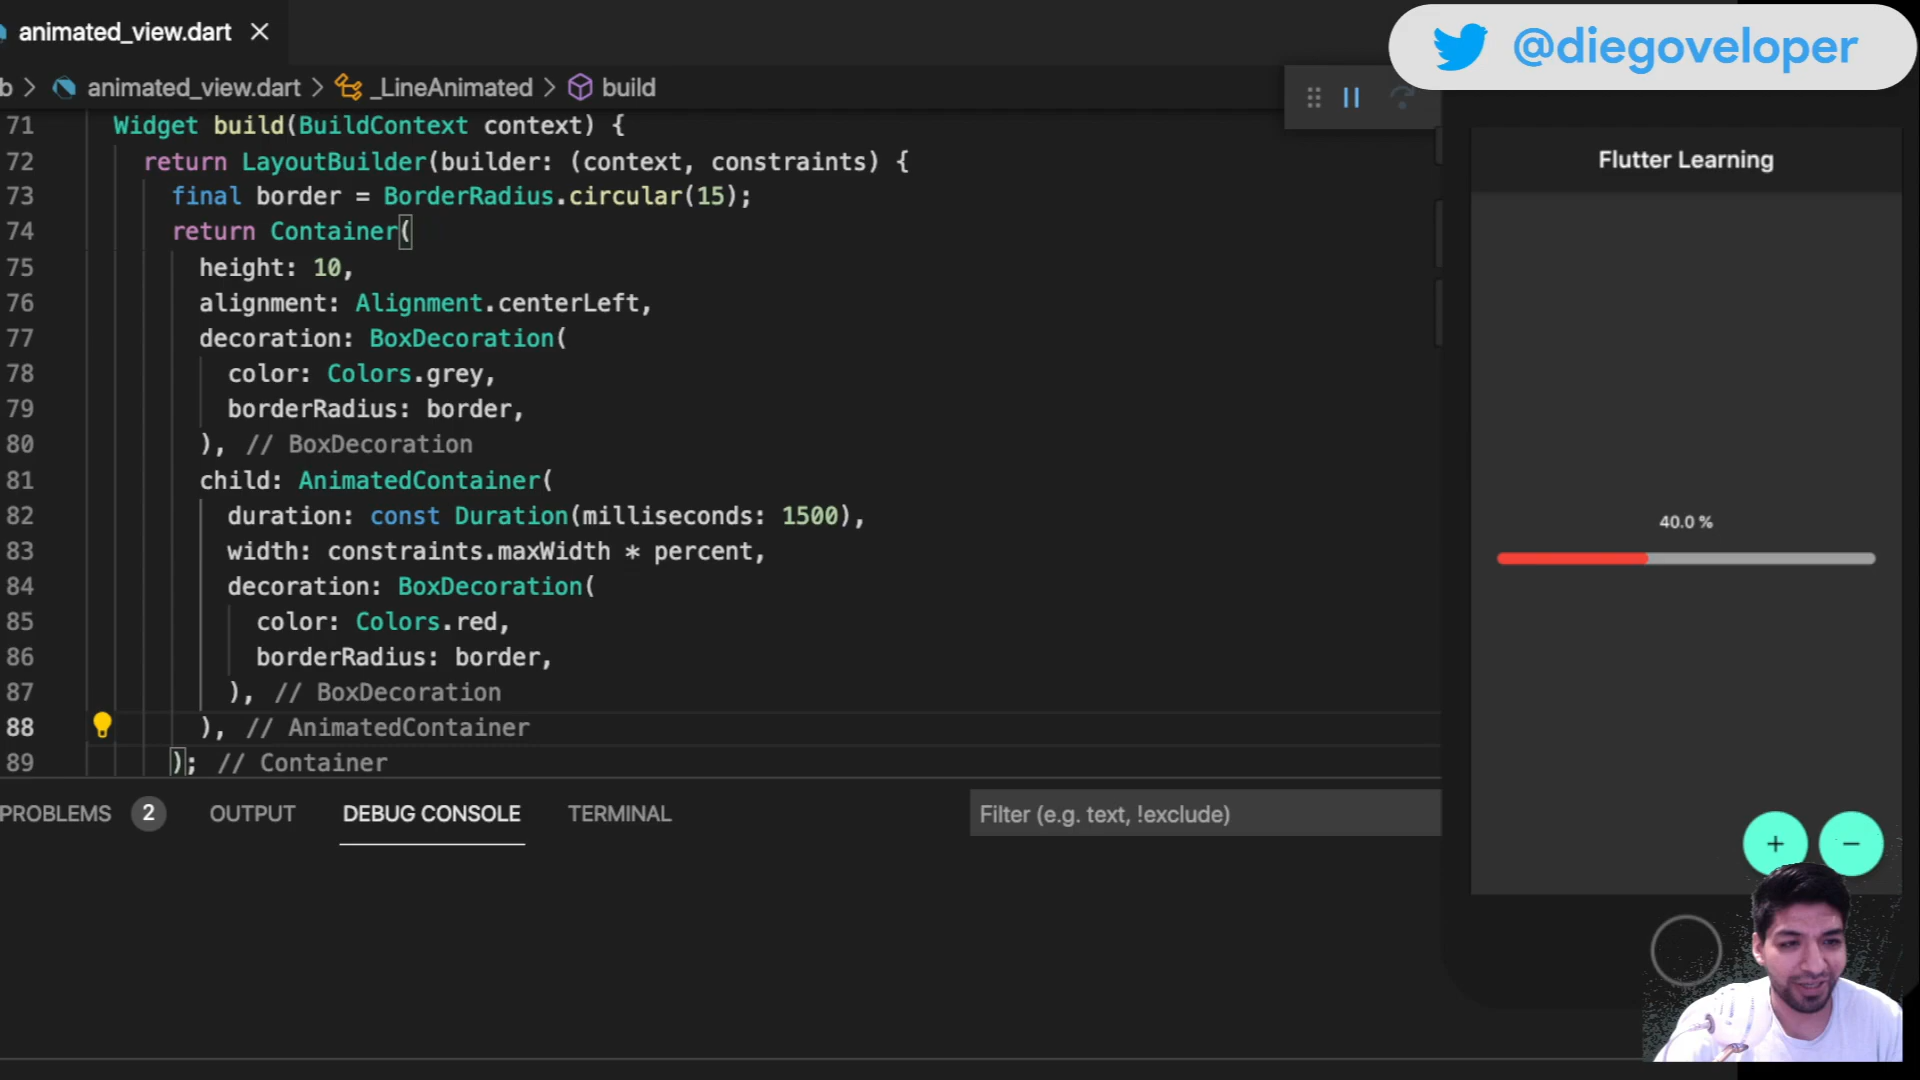 animated_view.dart
@diegoveloper
b > animated_view.dart > _LineAnimated > build
71 Widget build(BuildContext context) {
72 return LayoutBuilder(builder: (context, constraints) {
73 final border = BorderRadius.circular(15);
74 return Container(
75 height: 10,
76 alignment: Alignment.centerLeft,
77 decoration: BoxDecoration(
78 color: Colors.grey,
79 borderRadius: border,
80 ), // BoxDecoration
81 child: AnimatedContainer(
82 duration: const Duration(milliseconds: 1500),
83 width: constraints.maxWidth * percent,
84 decoration: BoxDecoration(
85 color: Colors.red,
86 borderRadius: border,
87 ), // BoxDecoration
88 ), // AnimatedContainer
89 ); // Container
PROBLEMS 2 OUTPUT DEBUG CONSOLE TERMINAL Filter (e.g. text, !exclude)
Flutter Learning
40.0 %
+ −